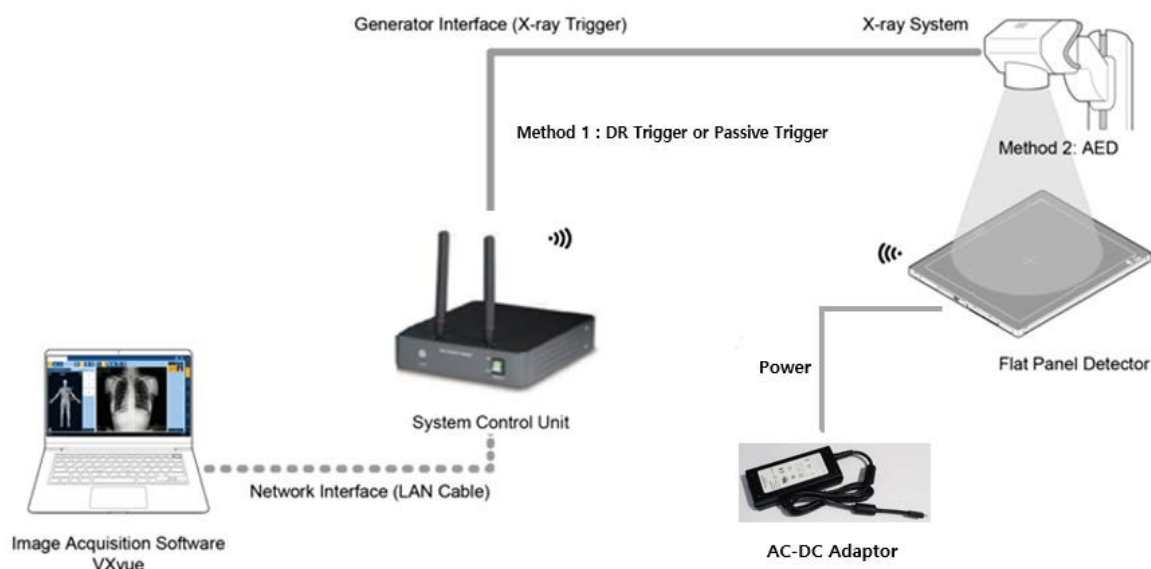 Generator Interface (X-ray Trigger)
X-ray System
Method 1 : DR Trigger or Passive Trigger
Method 2: AED
Flat Panel Detector
Power
System Control Unit
Network Interface (LAN Cable)
Image Acquisition Software
VXvue
AC-DC Adaptor